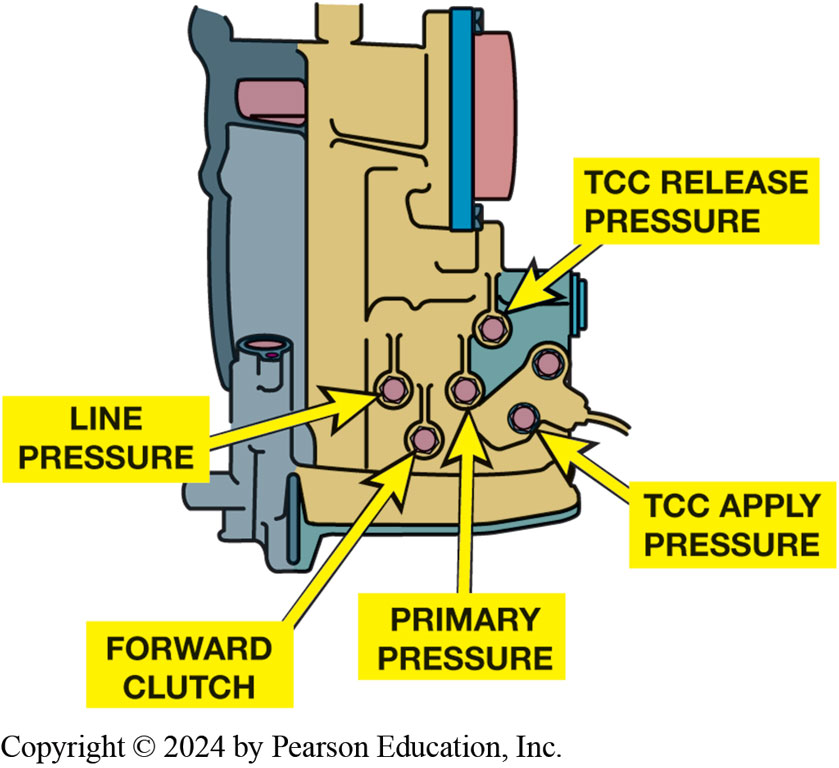 TCC RELEASE
PRESSURE
LINE
PRESSURE
TCC APPLY
PRESSURE
PRIMARY
PRESSURE
FORWARD
CLUTCH
Copyright © 2024 by Pearson Education, Inc.